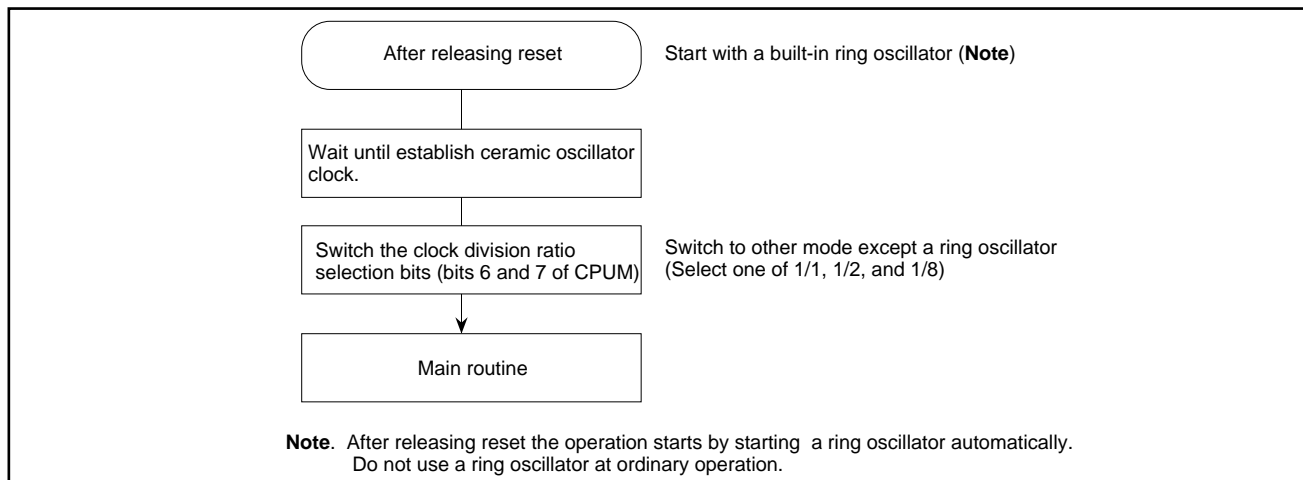 After releasing reset
Start with a built-in ring oscillator (Note)
Wait until establish ceramic oscillator
clock.
Switch the clock division ratio
selection bits (bits 6 and 7 of CPUM)
Switch to other mode except a ring oscillator
(Select one of 1/1, 1/2, and 1/8)
Main routine
Note. After releasing reset the operation starts by starting a ring oscillator automatically.
Do not use a ring oscillator at ordinary operation.